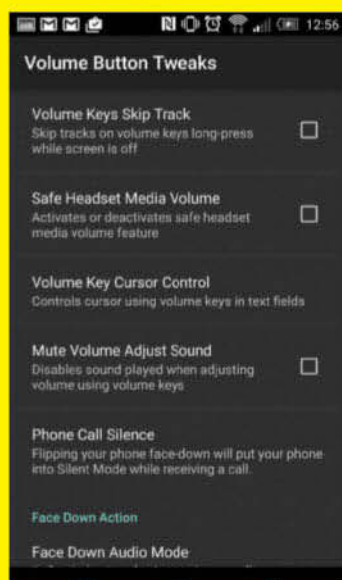 12:56
Volume Button Tweaks
Volume Keys Skip Track
Skip tracks on volume keys long-press
while screen is off
Safe Headset Media Volume
Activates or deactivates safe headset
media volume feature
Volume Key Cursor Control
Controls cursor using volume keys in text fields
Mute Volume Adjust Sound
Disables sound played when adjusting
volume using volume keys
Phone Call Silence
Flipping your phone face-down will put your phone
into Silent Mode while receiving a call.
Face Down Action
Face Down Audio Mode